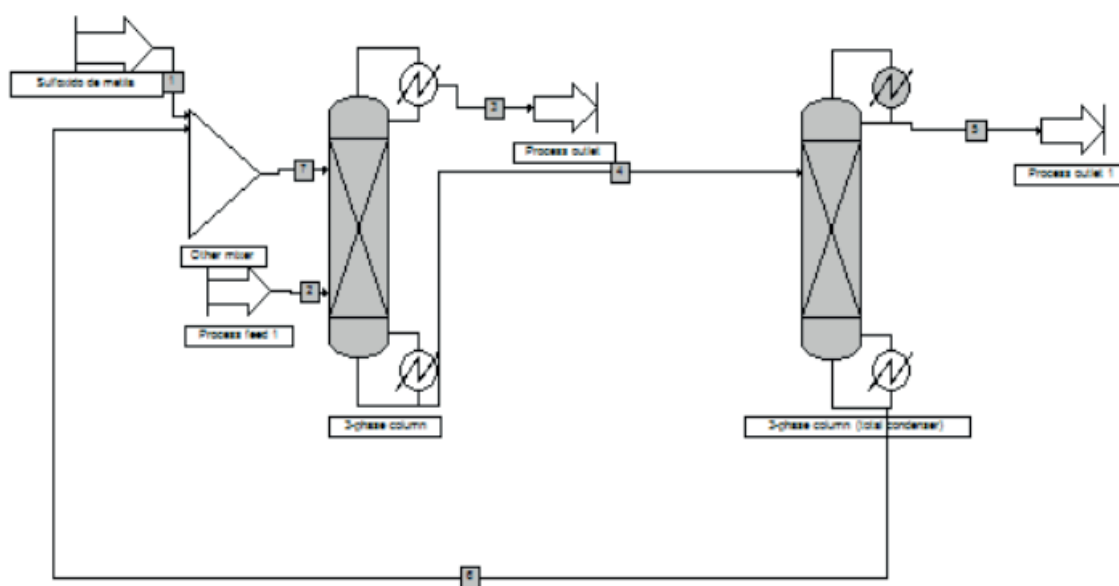 Sulfoxido de metila
1
3
Process outlet
5
Process outlet 1
7
4
Other mixer
2
Process feed 1
3-phase column
3-phase column (total condenser)
6